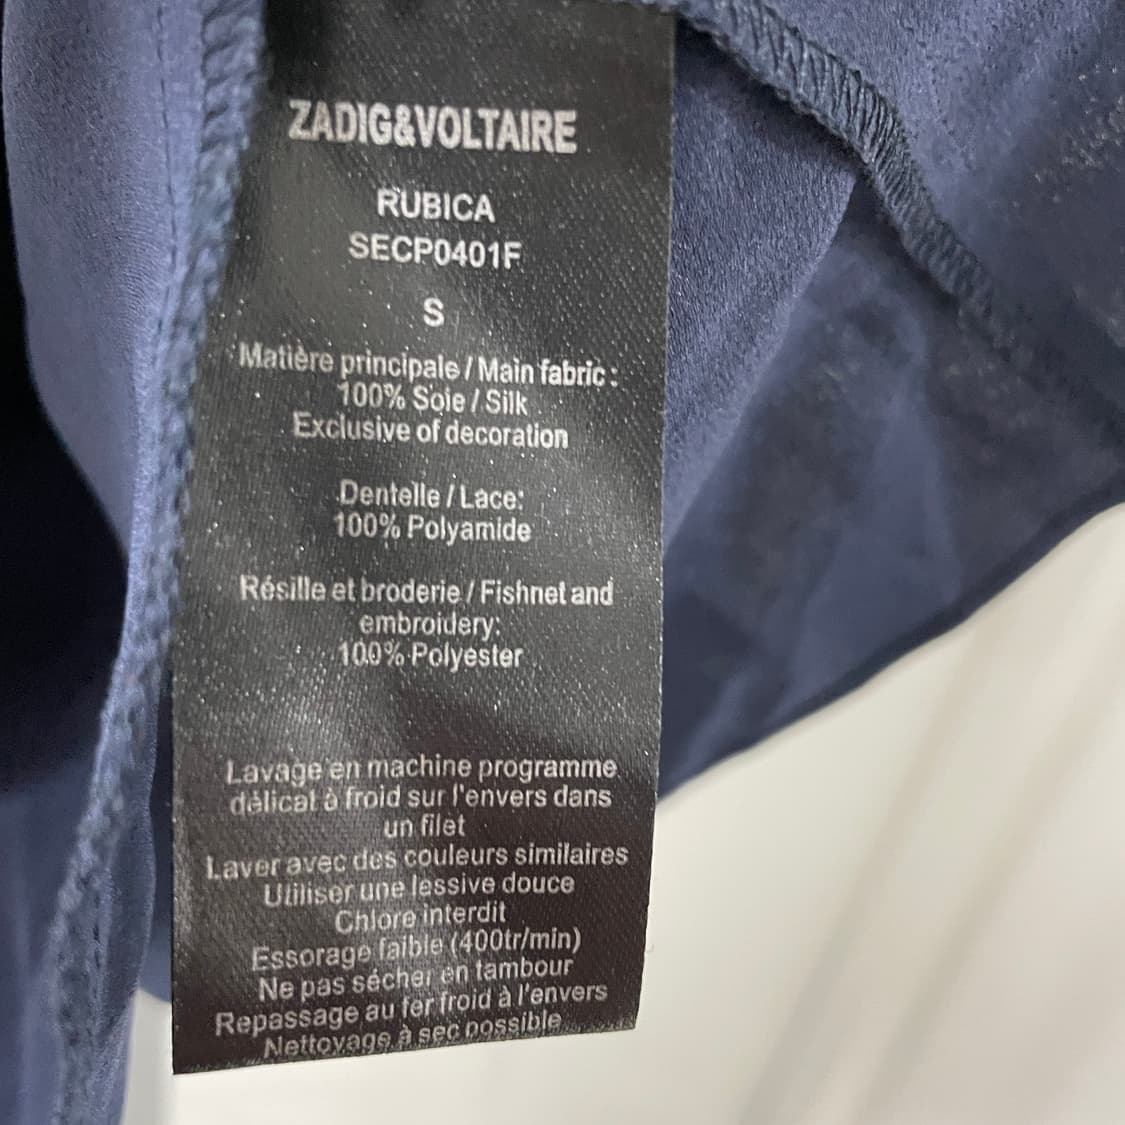 ZADIG&VOLTAIRE
RUBICA
SECP0401F
S
Matière principale / Main fabric :
100% Soie / Silk
Exclusive of decoration
Dentelle / Lace:
100% Polyamide
Résille et broderie / Fishnet and
embroidery:
100% Polyester
Lavage en machine programme
délicat à froid sur l'envers dans
un filet
Laver avec des couleurs similaires
Utiliser une lessive douce
Chlore interdit
Essorage faible (400tr/min)
Ne pas sécher en tambour
Repassage au fer froid à l'envers
Nettoyage à sec possible